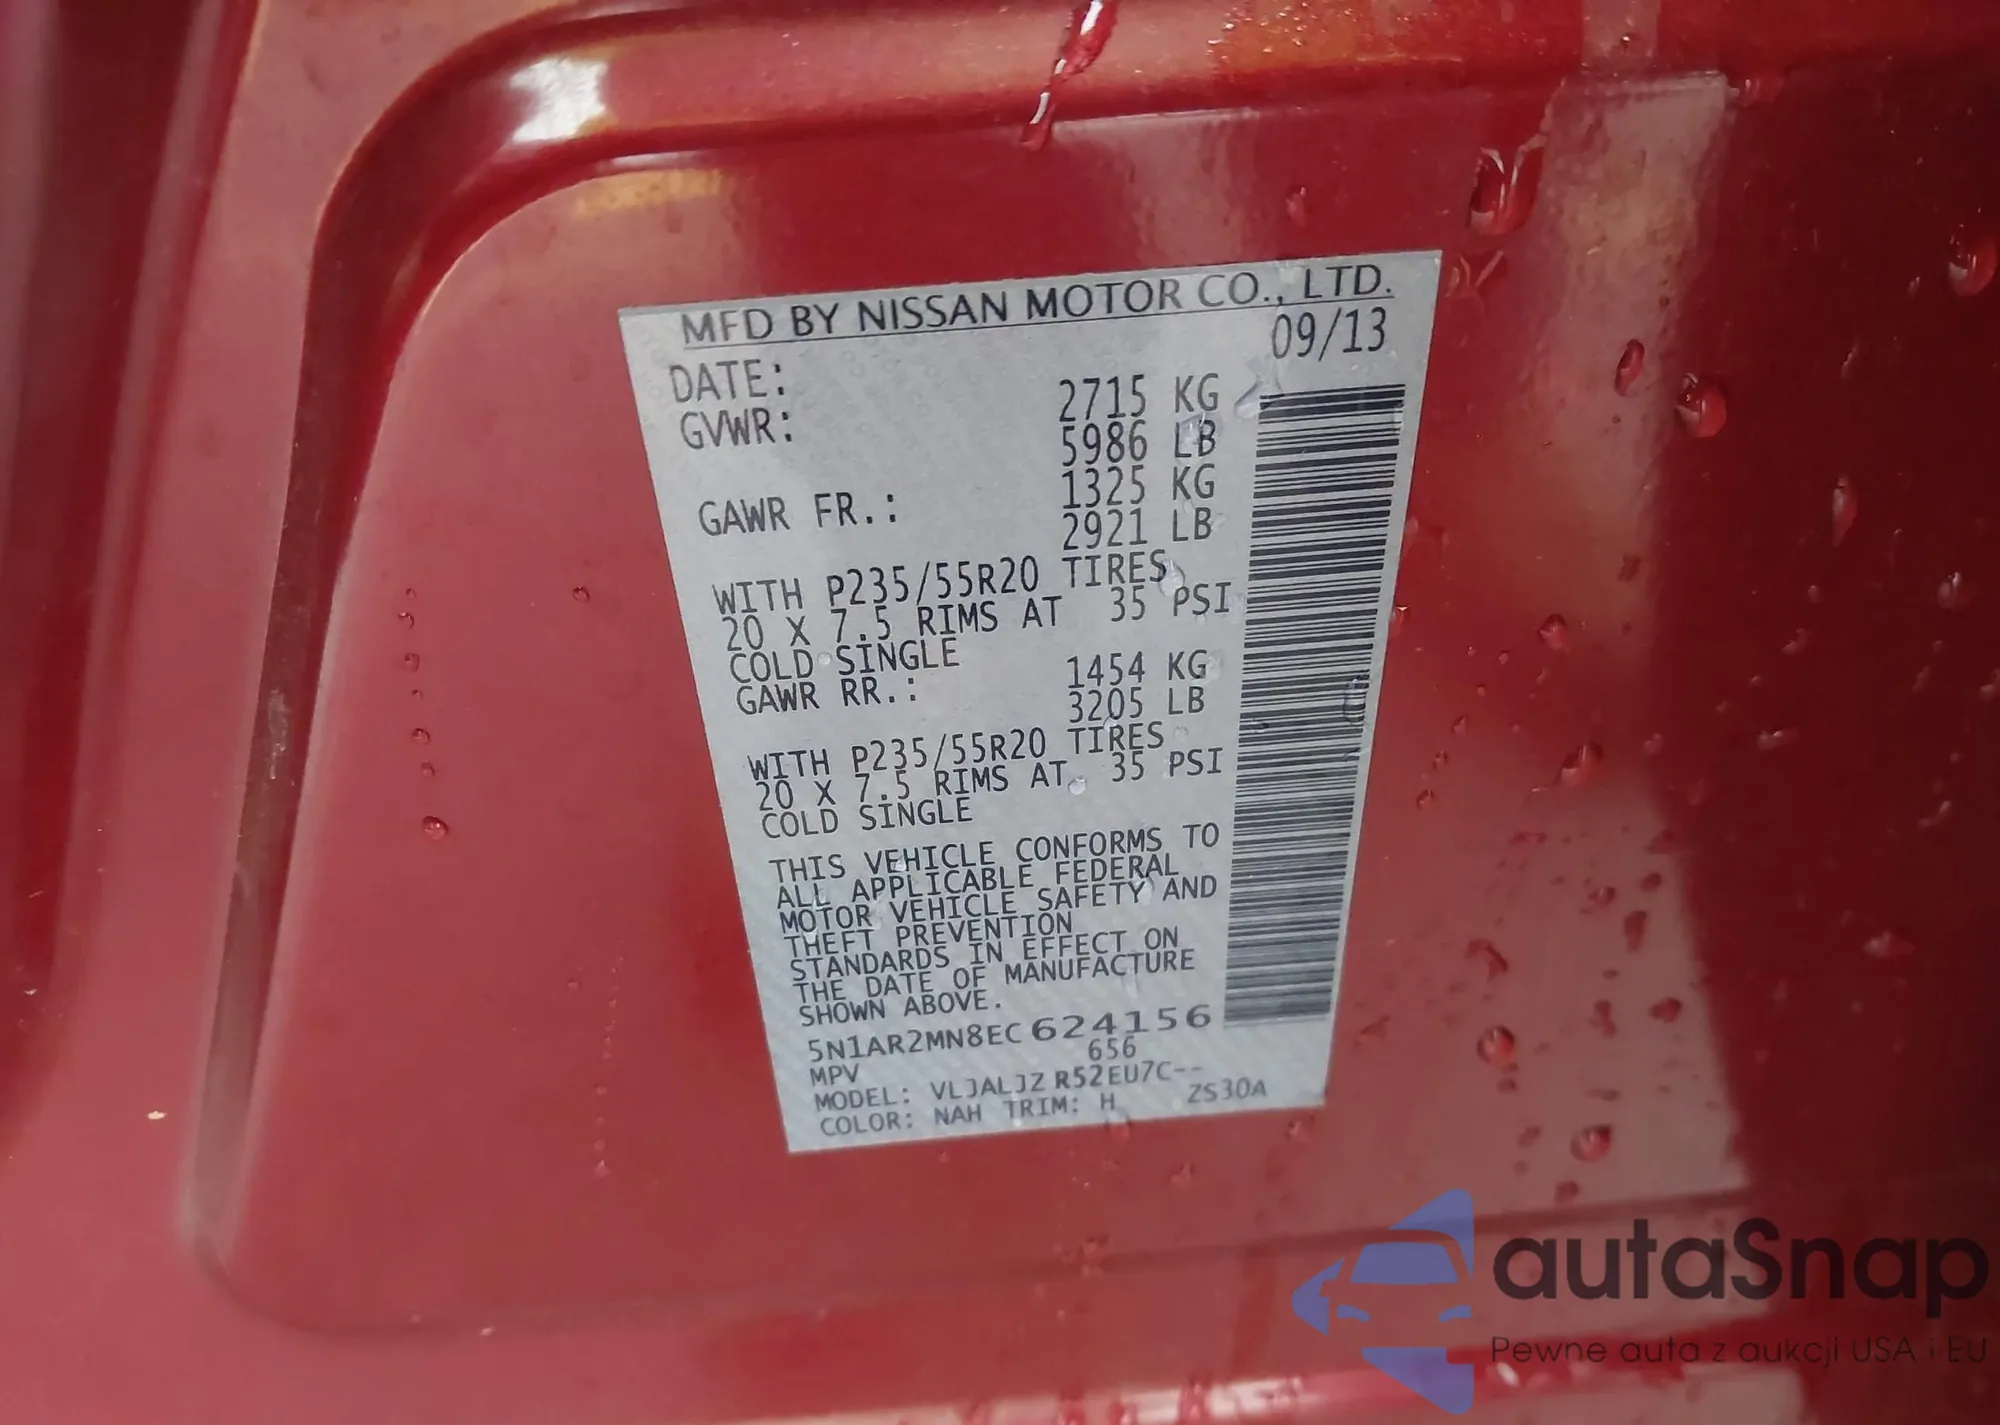 MFD BY NISSAN MOTOR CO., LTD.
DATE: 09/13
GVWR: 2715 KG
5986 LB
GAWR FR.: 1325 KG
2921 LB
WITH P235/55R20 TIRES
20 X 7.5 RIMS AT 35 PSI
COLD SINGLE
GAWR RR.: 1454 KG
3205 LB
WITH P235/55R20 TIRES
20 X 7.5 RIMS AT 35 PSI
COLD SINGLE
THIS VEHICLE CONFORMS TO
ALL APPLICABLE FEDERAL
MOTOR VEHICLE SAFETY AND
THEFT PREVENTION
STANDARDS IN EFFECT ON
THE DATE OF MANUFACTURE
SHOWN ABOVE.
5N1AR2MN8EC624156
MPV 656
MODEL: VLJALJZ R52EU7C--
COLOR: NAH TRIM: H ZS30A
autaSnap
Pewne auta z aukcji USA i EU